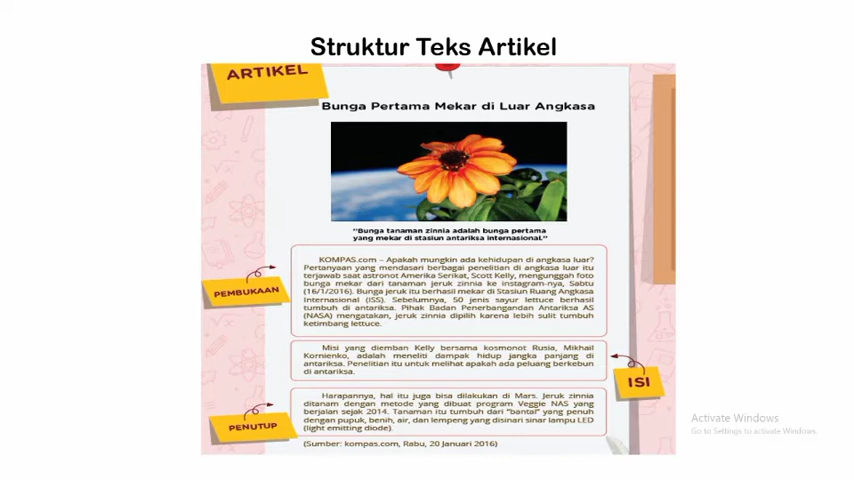 Struktur Teks Artikel
ARTIKEL
Bunga Pertama Mekar di Luar Angkasa
"Bunga tanaman zinnia adalah bunga pertama
yang mekar di stasiun antariksa internasional."
PEMBUKAAN
KOMPAS.com – Apakah mungkin ada kehidupan di angkasa luar?
Pertanyaan yang mendasari berbagai penelitian di angkasa luar itu
terjawab saat astronot Amerika Serikat, Scott Kelly, mengunggah foto
bunga mekar dari tanaman jeruk zinnia ke instagram-nya, Sabtu
(16/1/2016). Bunga jeruk itu berhasil mekar di Stasiun Ruang Angkasa
Internasional (ISS). Sebelumnya, 50 jenis sayur lettuce berhasil
tumbuh di antariksa. Pihak Badan Penerbangandan Antariksa AS
(NASA) mengatakan, jeruk zinnia dipilih karena lebih sulit tumbuh
ketimbang lettuce.
Misi yang diemban Kelly bersama kosmonot Rusia, Mikhail
Kornienko, adalah meneliti dampak hidup jangka panjang di
antariksa. Penelitian itu untuk melihat apakah ada peluang berkebun
di antariksa.
ISI
Harapannya, hal itu juga bisa dilakukan di Mars. Jeruk zinnia
ditanam dengan metode yang dibuat program Veggie NAS yang
berjalan sejak 2014. Tanaman itu tumbuh dari "bantal" yang penuh
dengan pupuk, benih, air, dan lempeng yang disinari sinar lampu LED
(light emitting diode).
PENUTUP
(Sumber: kompas.com, Rabu, 20 Januari 2016)
Activate Windows
Go to Settings to activate Windows.